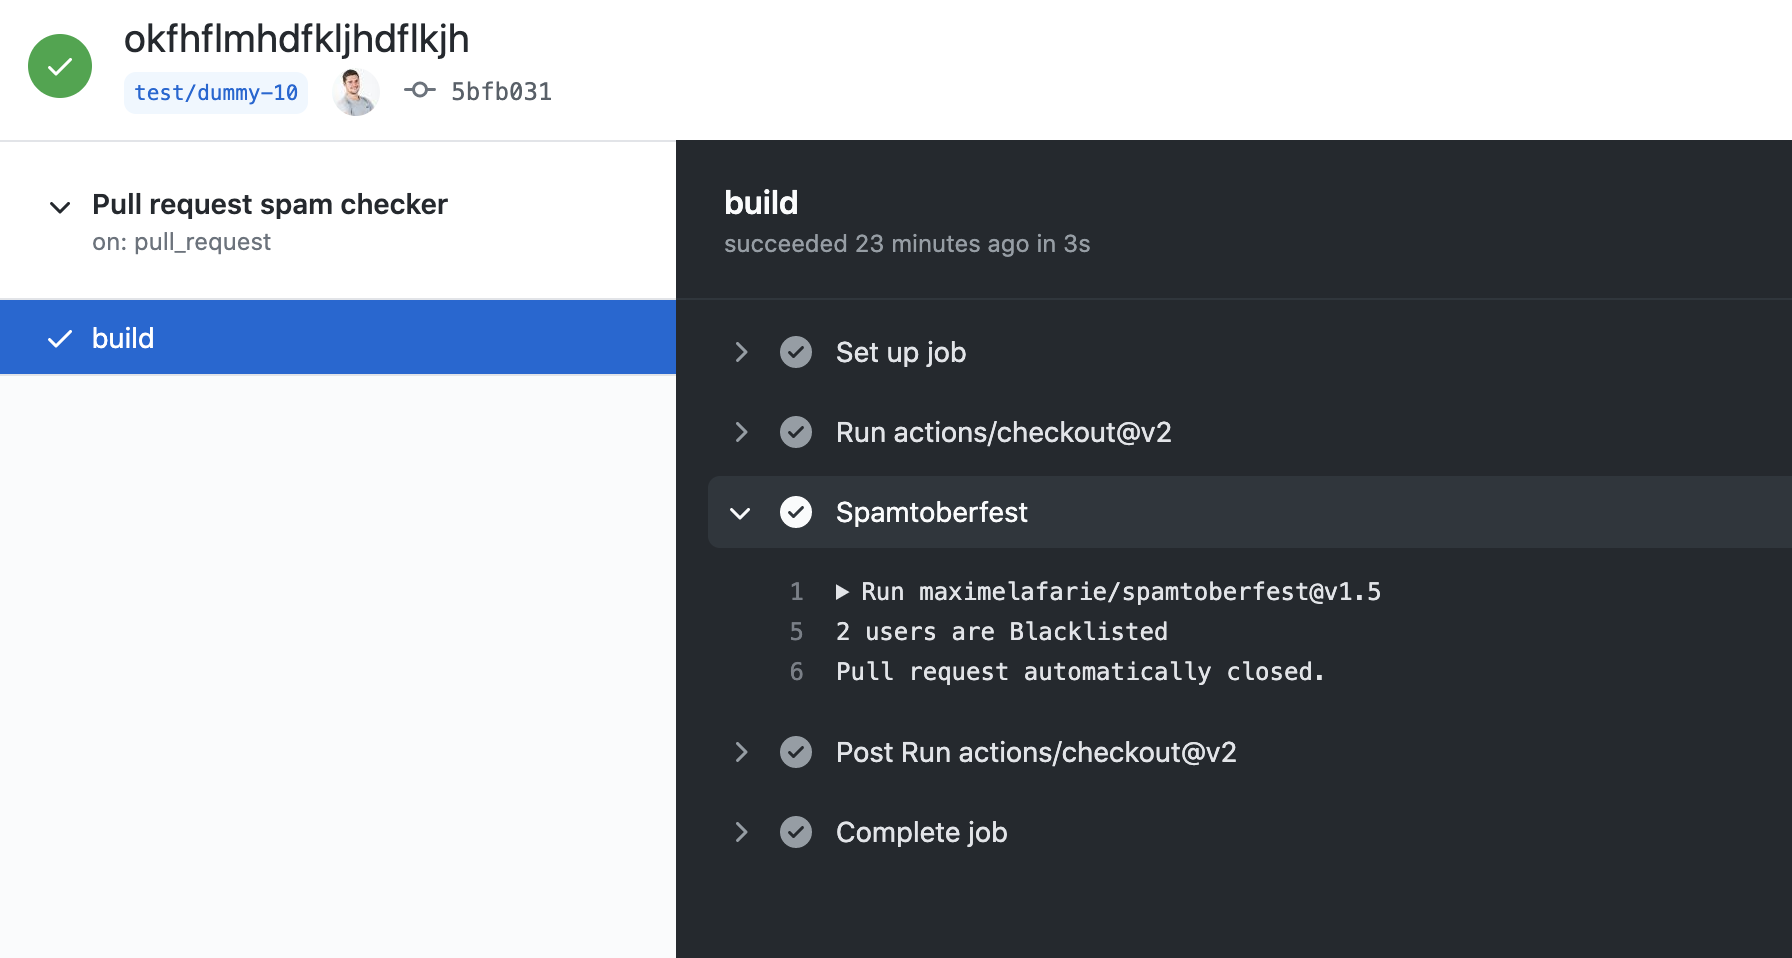 okfhflmhdfkljhdflkjh
test/dummy-10 5bfb031
Pull request spam checker
on: pull_request
build
build
succeeded 23 minutes ago in 3s
Set up job
Run actions/checkout@v2
Spamtoberfest
1 Run maximelafarie/spamtoberfest@v1.5
5 2 users are Blacklisted
6 Pull request automatically closed.
Post Run actions/checkout@v2
Complete job